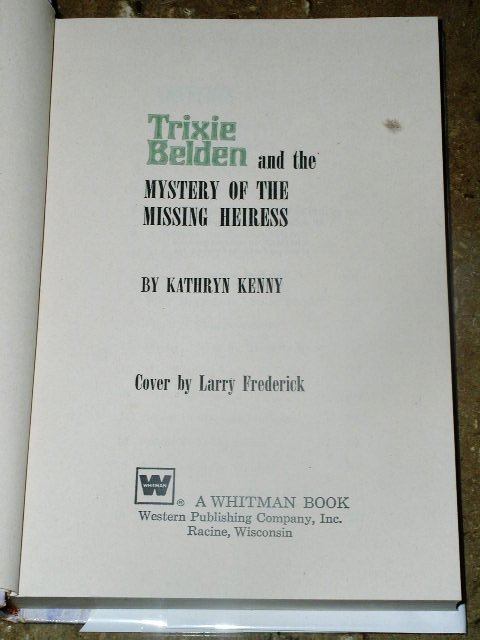 Trixie
Belden and the
MYSTERY OF THE
MISSING HEIRESS
BY KATHRYN KENNY
Cover by Larry Frederick
WHITMAN
W
® A WHITMAN BOOK
Western Publishing Company, Inc.
Racine, Wisconsin